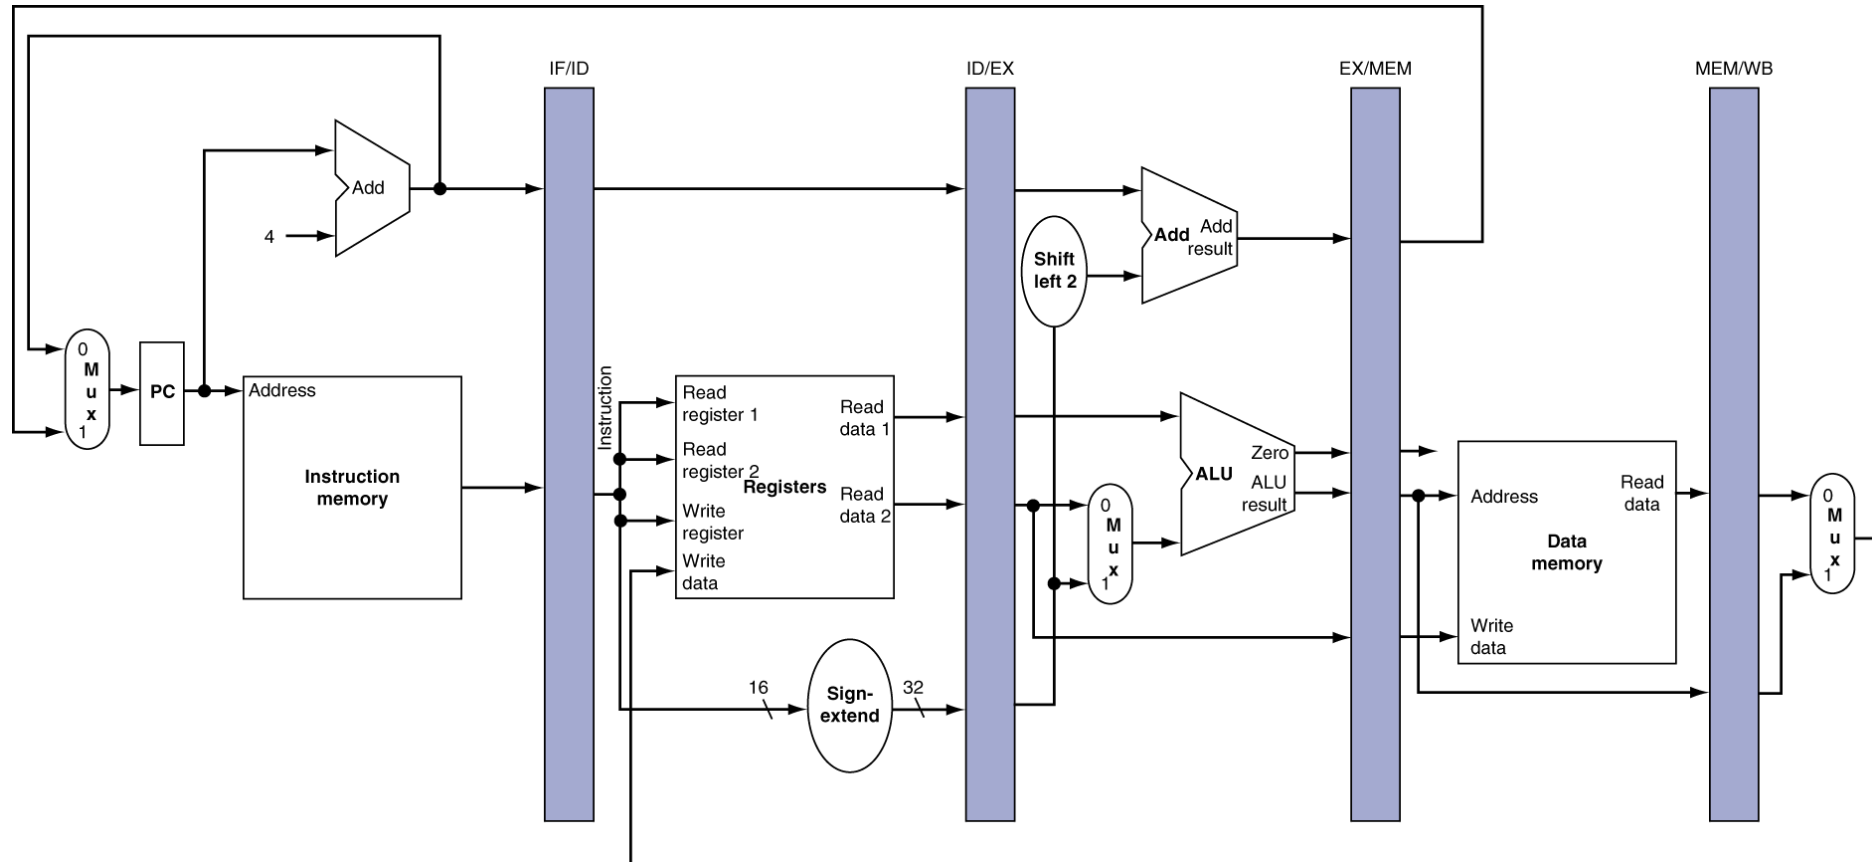 IF/ID
ID/EX
EX/MEM
MEM/WB
Add
4
Add
Add
result
Shift
left 2
0
M
u
x
1
PC
Address
Instruction
memory
Instruction
Read
register 1
Read
register 2
Write
register
Write
data
Registers
Read
data 1
Read
data 2
16
Sign-
extend
32
0
M
u
x
1
ALU
Zero
ALU
result
Address
Read
data
Data
memory
Write
data
0
M
u
x
1